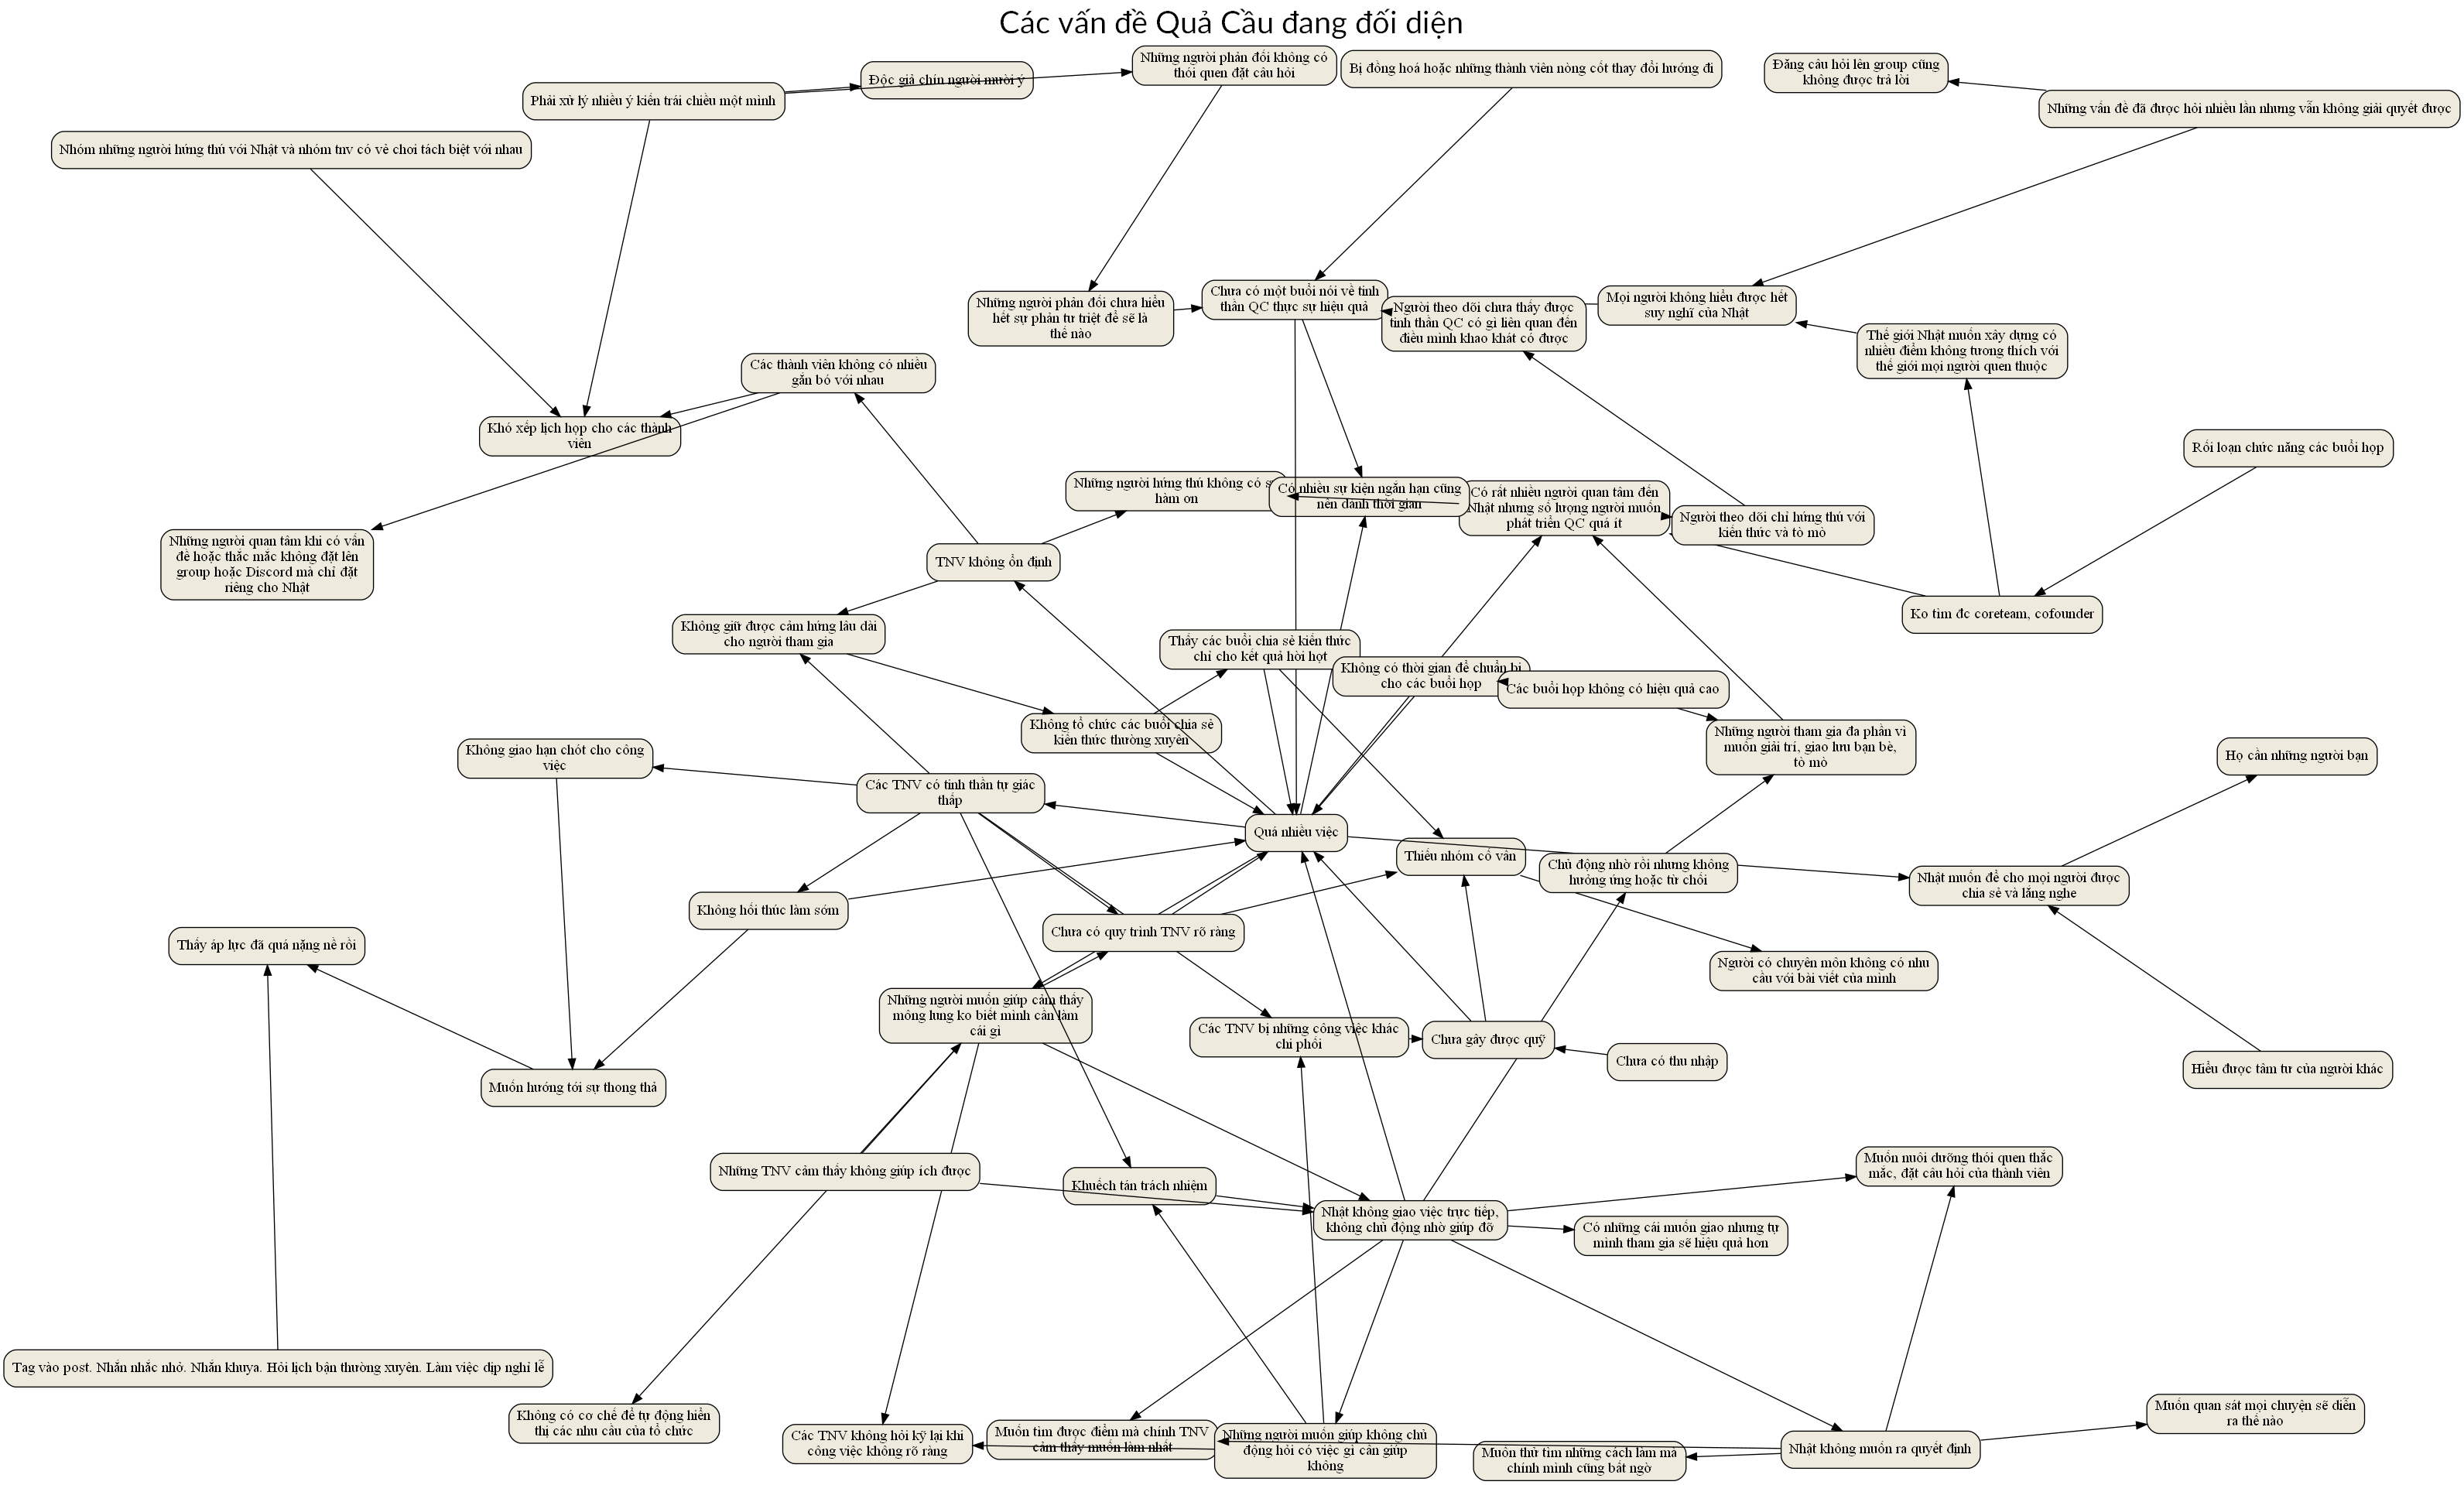 Các vấn đề Quả Cầu đang đối diện
Những người phản đối không có
thói quen đặt câu hỏi
Bị đồng hoá hoặc những thành viên nòng cốt thay đổi hướng đi
Đăng câu hỏi lên group cũng
không được trả lời
Độc giả chín người mười ý
Phải xử lý nhiều ý kiến trái chiều một mình
Những vấn đề đã được hỏi nhiều lần nhưng vẫn không giải quyết được
Nhóm những người hứng thú với Nhật và nhóm tnv có vẻ chơi tách biệt với nhau
Những người phản đối chưa hiểu
hết sự phản tư triệt để sẽ là
thế nào
Chưa có một buổi nói về tinh
thần QC thực sự hiệu quả
Người theo dõi chưa thấy được
tinh thần QC có gì liên quan đến
điều mình khao khát có được
Mọi người không hiểu được hết
suy nghĩ của Nhật
Thế giới Nhật muốn xây dựng có
nhiều điểm không tương thích với
thế giới mọi người quen thuộc
Các thành viên không có nhiều
gắn bó với nhau
Khó xếp lịch họp cho các thành
viên
Rối loạn chức năng các buổi họp
Những người hứng thú không có s
hàm ơn
Có nhiều sự kiện ngắn hạn cũng
nên dành thời gian
Có rất nhiều người quan tâm đến
Nhật nhưng số lượng người muốn
phát triển QC quá ít
Người theo dõi chỉ hứng thú với
kiến thức và tò mò
Những người quan tâm khi có vấn
đề hoặc thắc mắc không đặt lên
group hoặc Discord mà chỉ đặt
riêng cho Nhật
TNV không ổn định
Ko tìm đc coreteam, cofounder
Không giữ được cảm hứng lâu dài
cho người tham gia
Thấy các buổi chia sẻ kiến thức
chỉ cho kết quả hời hợt
Không có thời gian để chuẩn bị
cho các buổi họp
Các buổi họp không có hiệu quả cao
Không tổ chức các buổi chia sẻ
kiến thức thường xuyên
Những người tham gia đa phần vì
muốn giải trí, giao lưu bạn bè,
tò mò
Không giao hạn chót cho công
việc
Họ cần những người bạn
Các TNV có tinh thần tự giác
thấp
Quá nhiều việc
Thiếu nhóm cố vấn
Chủ động nhờ rồi nhưng không
hưởng ứng hoặc từ chối
Nhật muốn để cho mọi người được
chia sẻ và lắng nghe
Không hối thúc làm sớm
Chưa có quy trình TNV rõ ràng
Thấy áp lực đã quá nặng nề rồi
Người có chuyên môn không có nhu
cầu với bài viết của mình
Những người muốn giúp cảm thấy
mông lung ko biết mình cần làm
cái gì
Các TNV bị những công việc khác
chi phối
Chưa gây được quỹ
Chưa có thu nhập
Hiểu được tâm tư của người khác
Muốn hướng tới sự thong thả
Những TNV cảm thấy không giúp ích được
Khuếch tán trách nhiệm
Muốn nuôi dưỡng thói quen thắc
mắc, đặt câu hỏi của thành viên
Nhật không giao việc trực tiếp,
không chủ động nhờ giúp đỡ
Có những cái muốn giao nhưng tự
mình tham gia sẽ hiệu quả hơn
Tag vào post. Nhắn nhắc nhở. Nhắn khuya. Hỏi lịch bận thường xuyên. Làm việc dịp nghỉ lễ
Không có cơ chế để tự động hiển
thị các nhu cầu của tổ chức
Các TNV không hỏi kỹ lại khi
công việc không rõ ràng
Muốn tìm được điểm mà chính TNV
cảm thấy muốn làm nhất
Những người muốn giúp không chủ
động hỏi có việc gì cần giúp
không
Muốn thử tìm những cách làm mà
chính mình cũng bất ngờ
Nhật không muốn ra quyết định
Muốn quan sát mọi chuyện sẽ diễn
ra thế nào